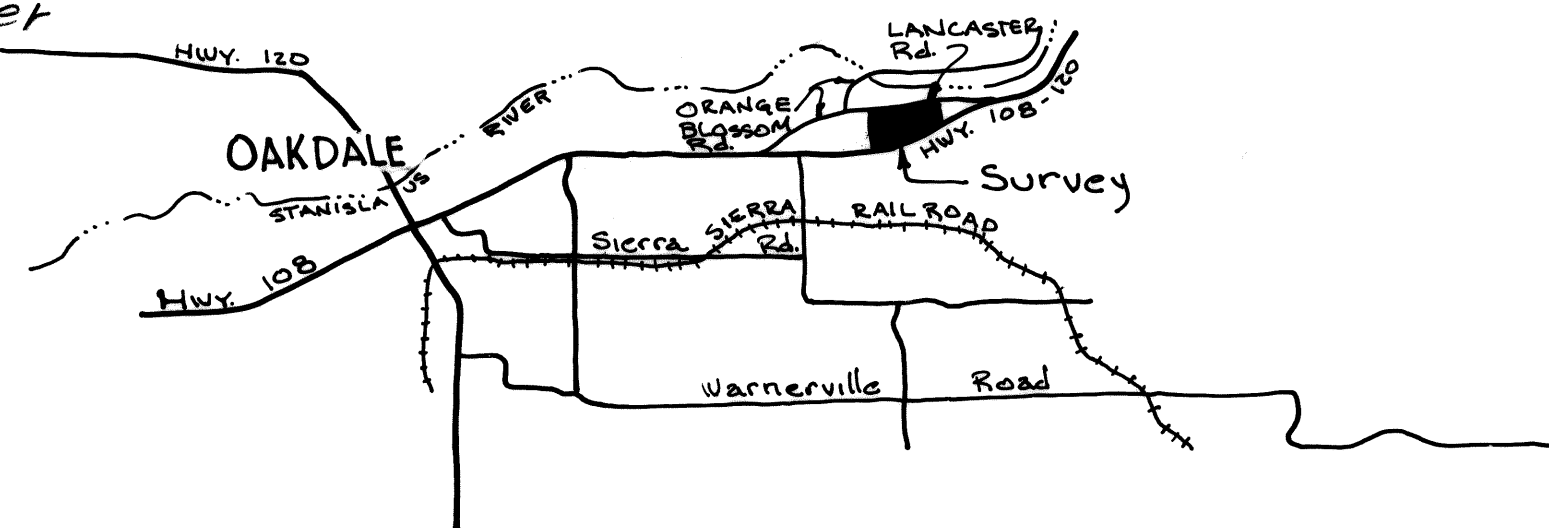 er
HWY. 120
LANCASTER
Rd.
ORANGE
BLOSSOM
Rd.
RIVER
OAKDALE
HWY. 108-120
Survey
STANISLAUS
SIERRA RAILROAD
Sierra Rd.
HWY. 108
Warnerville Road